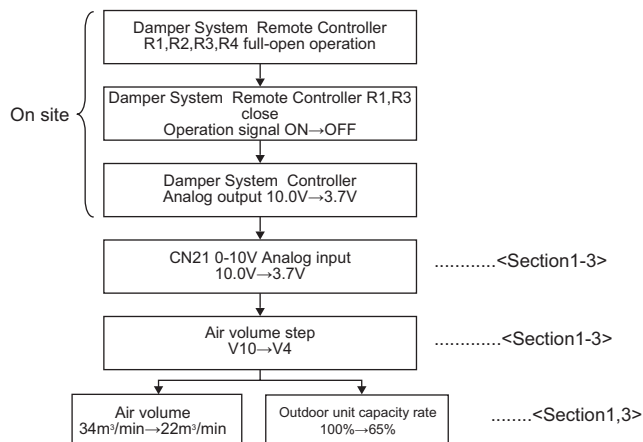 Damper System Remote Controller
R1,R2,R3,R4 full-open operation
On site
Damper System Remote Controller R1,R3
close
Operation signal ON→OFF
Damper System Controller
Analog output 10.0V→3.7V
CN21 0-10V Analog input
10.0V→3.7V
............<Section1-3>
Air volume step
V10→V4
.............<Section1-3>
Air volume
34m³/min→22m³/min
Outdoor unit capacity rate
100%→65%
........<Section1,3>